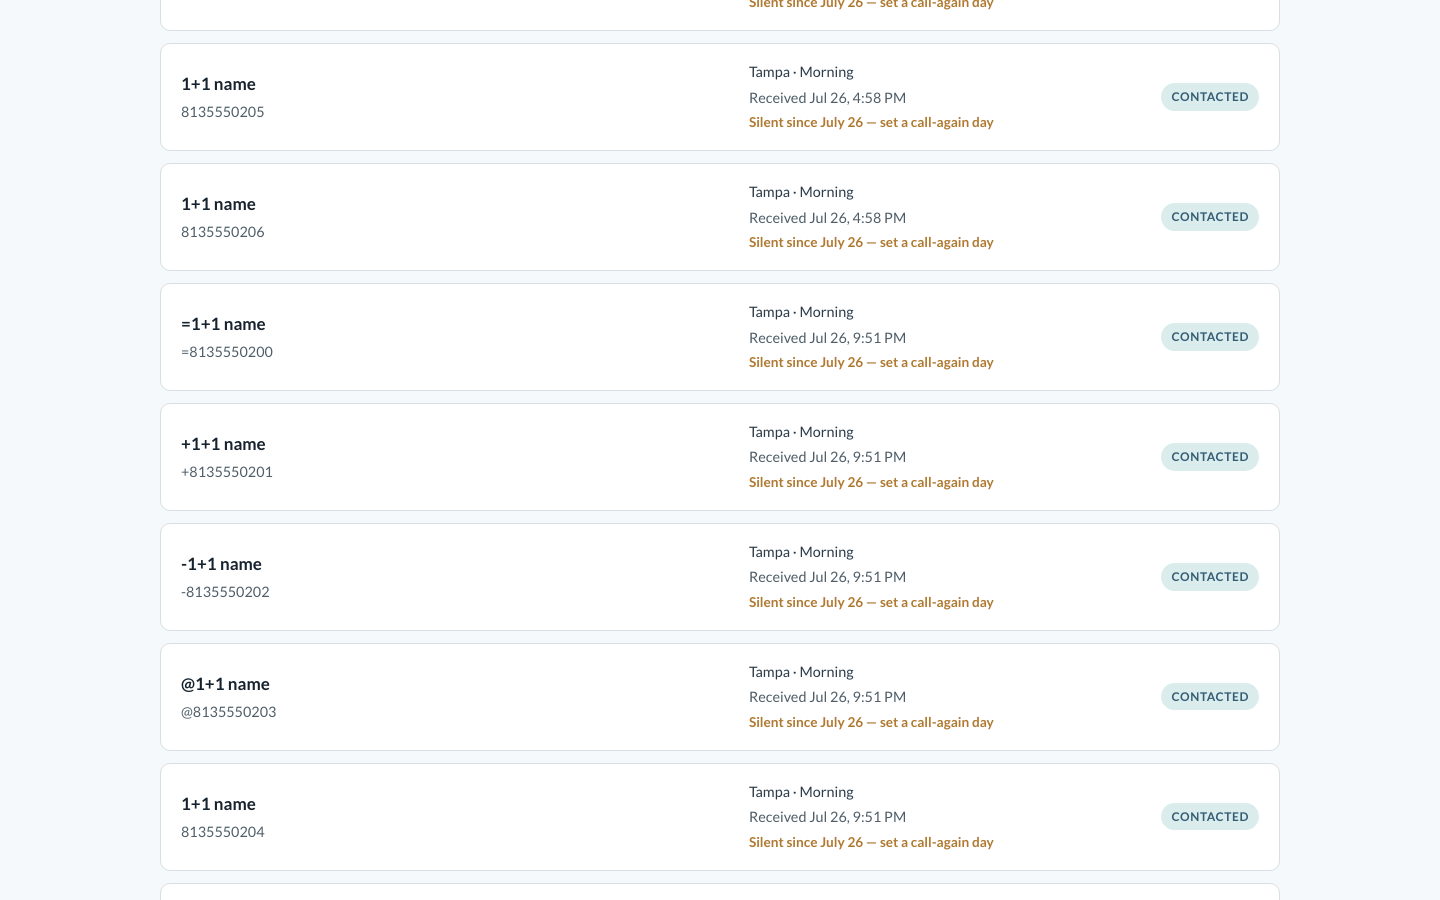 Silent since July 26 — set a call-again day
1+1 name
8135550205
Tampa · Morning
Received Jul 26, 4:58 PM
Silent since July 26 — set a call-again day
CONTACTED
1+1 name
8135550206
Tampa · Morning
Received Jul 26, 4:58 PM
Silent since July 26 — set a call-again day
CONTACTED
=1+1 name
=8135550200
Tampa · Morning
Received Jul 26, 9:51 PM
Silent since July 26 — set a call-again day
CONTACTED
+1+1 name
+8135550201
Tampa · Morning
Received Jul 26, 9:51 PM
Silent since July 26 — set a call-again day
CONTACTED
-1+1 name
-8135550202
Tampa · Morning
Received Jul 26, 9:51 PM
Silent since July 26 — set a call-again day
CONTACTED
@1+1 name
@8135550203
Tampa · Morning
Received Jul 26, 9:51 PM
Silent since July 26 — set a call-again day
CONTACTED
1+1 name
8135550204
Tampa · Morning
Received Jul 26, 9:51 PM
Silent since July 26 — set a call-again day
CONTACTED